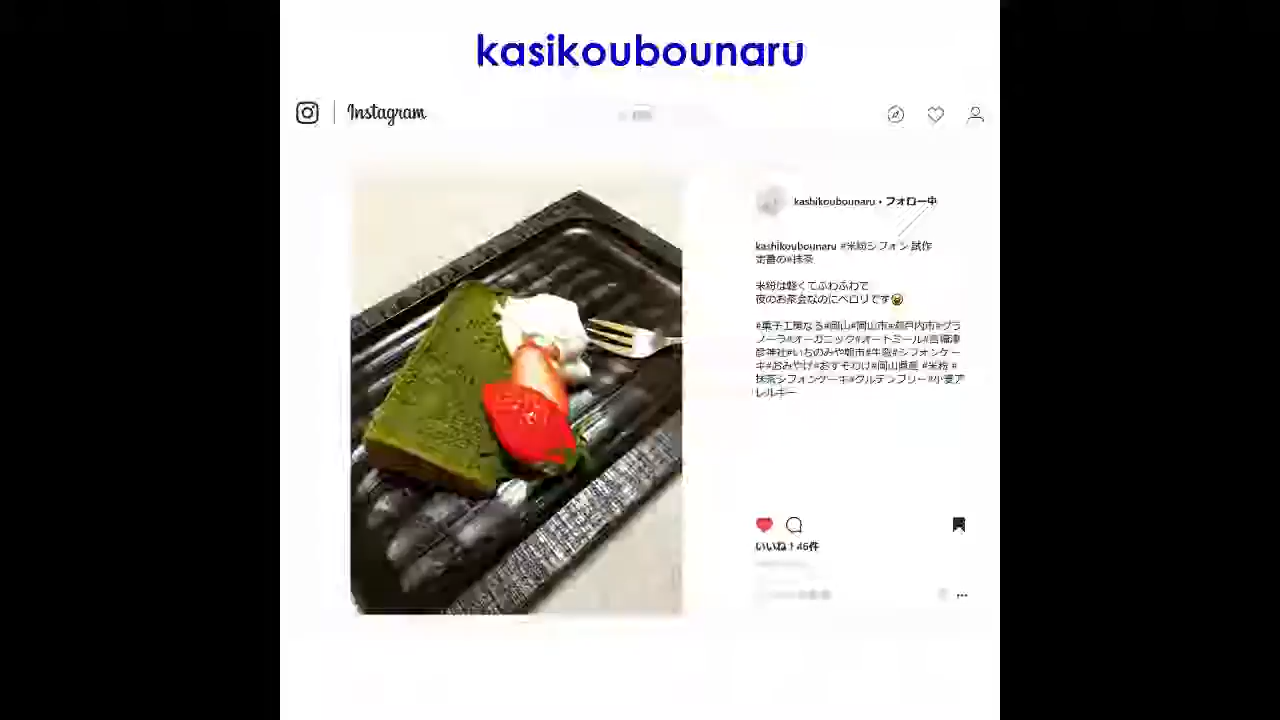 kasikoubounaru
Instagram
kashikoubounaru • フォロー中
kashikoubounaru #米粉シフォン 試作
定番の#抹茶
米粉は軽くてふわふわで
夜のお茶会なのにペロリです
#菓子工房なる#岡山#岡山市#瀬戸内市#グラ
ノーラ#オーガニック#オートミール#吉備津
彦神社#いちのみや朝市#牛窓#シフォンケー
キ#おみやげ#おすそわけ#岡山県産 #米粉 #
抹茶シフォンケーキ#グルテンフリー#小麦ア
レルギー
いいね！46件